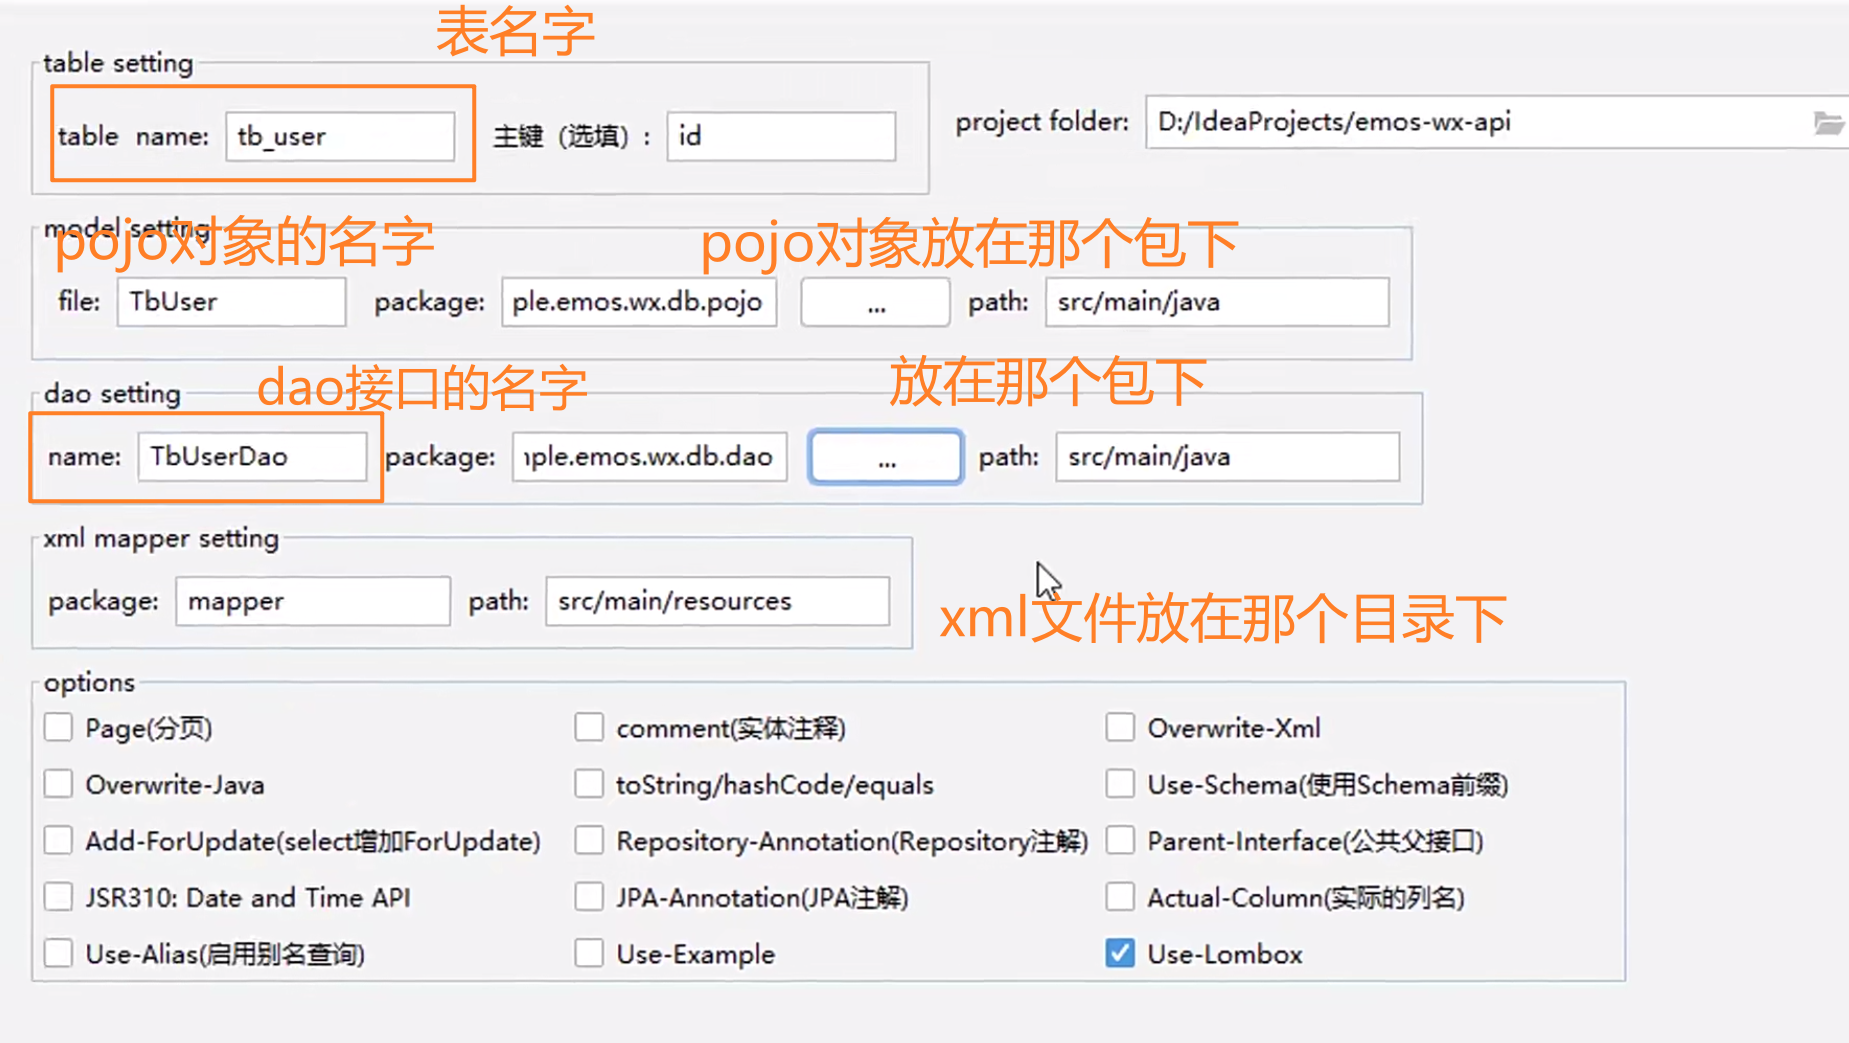 表名字
table setting
table name: tb_user 主键（选填）: id project folder: D:/IdeaProjects/emos-wx-api
model setting
pojo对象的名字 pojo对象放在那个包下
file: TbUser package: ple.emos.wx.db.pojo ... path: src/main/java
dao setting dao接口的名字 放在那个包下
name: TbUserDao package: nple.emos.wx.db.dao ... path: src/main/java
xml mapper setting
package: mapper path: src/main/resources xml文件放在那个目录下
options
Page(分页) comment(实体注释) Overwrite-Xml
Overwrite-Java toString/hashCode/equals Use-Schema(使用Schema前缀)
Add-ForUpdate(select增加ForUpdate) Repository-Annotation(Repository注解) Parent-Interface(公共父接口)
JSR310: Date and Time API JPA-Annotation(JPA注解) Actual-Column(实际的列名)
Use-Alias(启用别名查询) Use-Example Use-Lombox